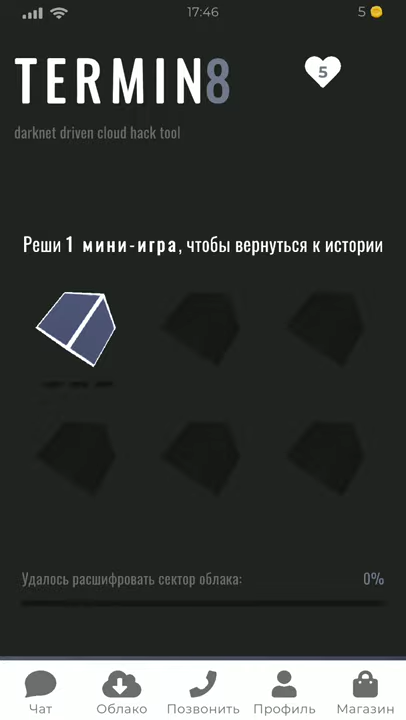 17:46
5
TERMIN8
5
darknet driven cloud hack tool
Реши 1 мини-игра, чтобы вернуться к истории
Удалось расшифровать сектор облака:
0%
Чат
Облако
Позвонить
Профиль
Магазин